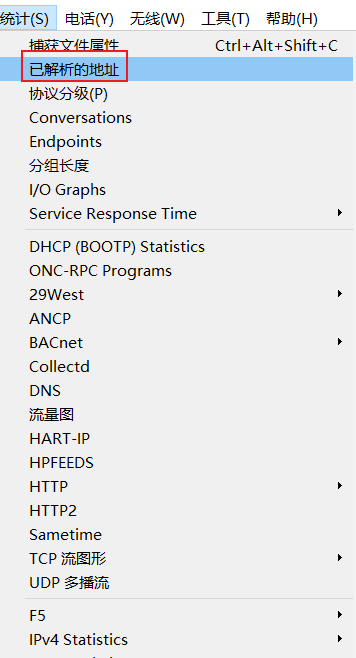 统计(S) 电话(Y) 无线(W) 工具(T) 帮助(H)
捕获文件属性 Ctrl+Alt+Shift+C
已解析的地址
协议分级(P)
Conversations
Endpoints
分组长度
I/O Graphs
Service Response Time
DHCP (BOOTP) Statistics
ONC-RPC Programs
29West
ANCP
BACnet
Collectd
DNS
流量图
HART-IP
HPFEEDS
HTTP
HTTP2
Sametime
TCP 流图形
UDP 多播流
F5
IPv4 Statistics